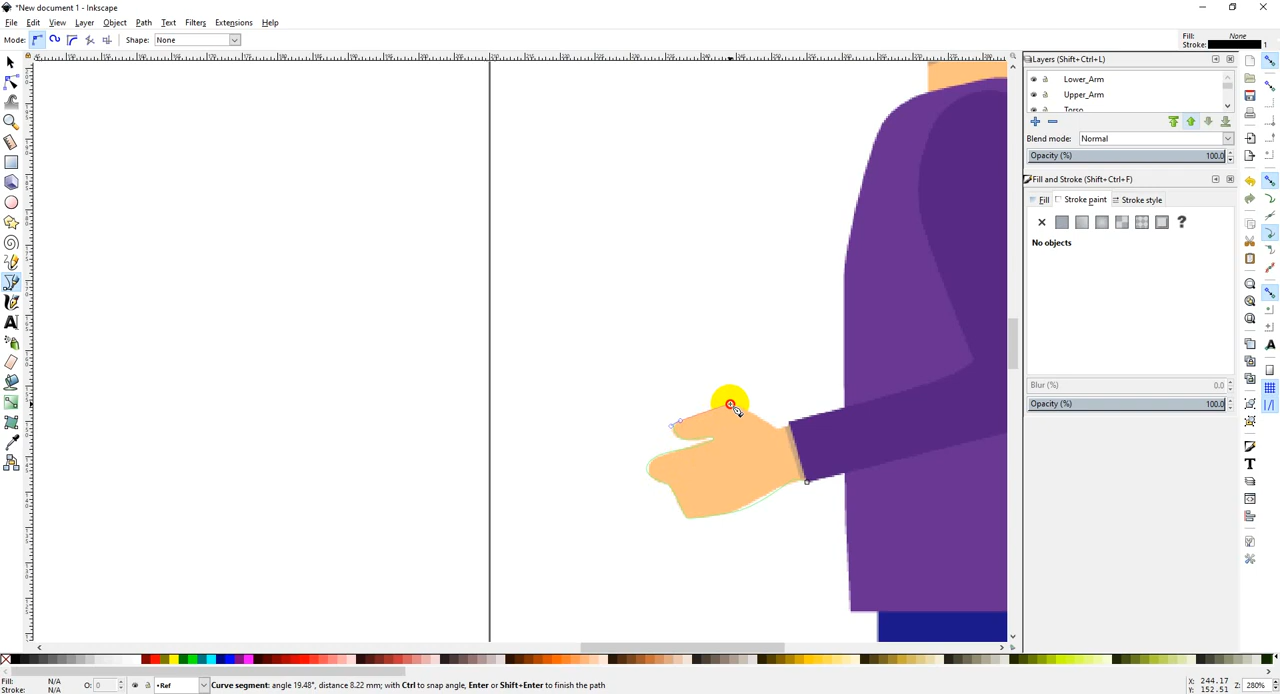 *New document 1 - Inkscape
File Edit View Layer Object Path Text Filters Extensions Help
Mode: Shape: None
Fill: None
Stroke: 1
Layers (Shift+Ctrl+L)
Lower_Arm
Upper_Arm
Torso
Blend mode: Normal
Opacity (%) 100.0
Fill and Stroke (Shift+Ctrl+F)
Fill Stroke paint Stroke style
No objects
Blur (%) 0.0
Opacity (%) 100.0
Fill: N/A
Stroke: N/A
O: 0
•Ref
Curve segment: angle 19.48°, distance 8.22 mm; with Ctrl to snap angle, Enter or Shift+Enter to finish the path
X: 244.17
Y: 152.51
Z: 280%